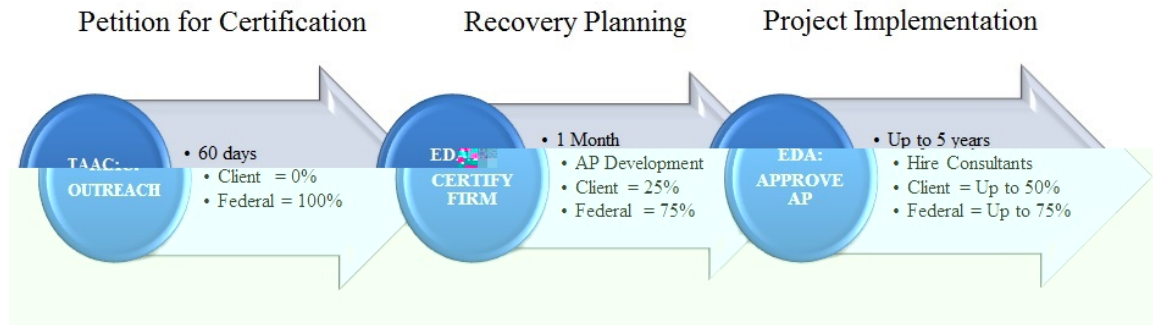 Petition for Certification
Recovery Planning
Project Implementation
TAAC:
OUTREACH
• 60 days
• Client = 0%
• Federal = 100%
EDA:
CERTIFY
FIRM
• 1 Month
• AP Development
• Client = 25%
• Federal = 75%
EDA:
APPROVE
AP
• Up to 5 years
• Hire Consultants
• Client = Up to 50%
• Federal = Up to 75%